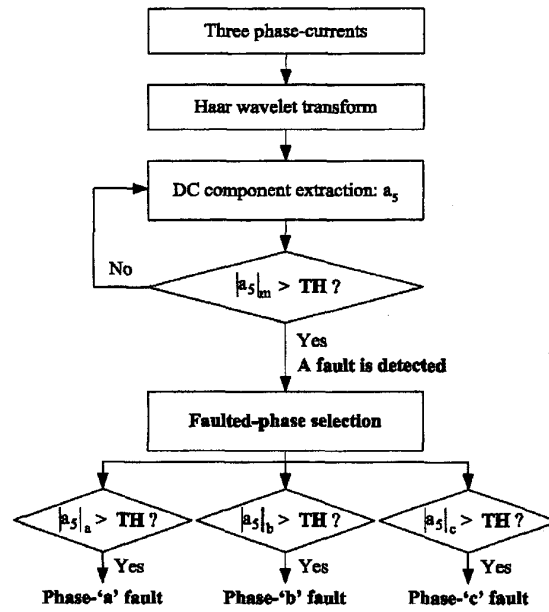 Three phase-currents
Haar wavelet transform
DC component extraction: a₅
No
|a₅|ₘ > TH ?
Yes
A fault is detected
Faulted-phase selection
|a₅|ₐ > TH ?
|a₅|b > TH ?
|a₅|c > TH ?
Yes
Yes
Yes
Phase-‘a’ fault
Phase-‘b’ fault
Phase-‘c’ fault